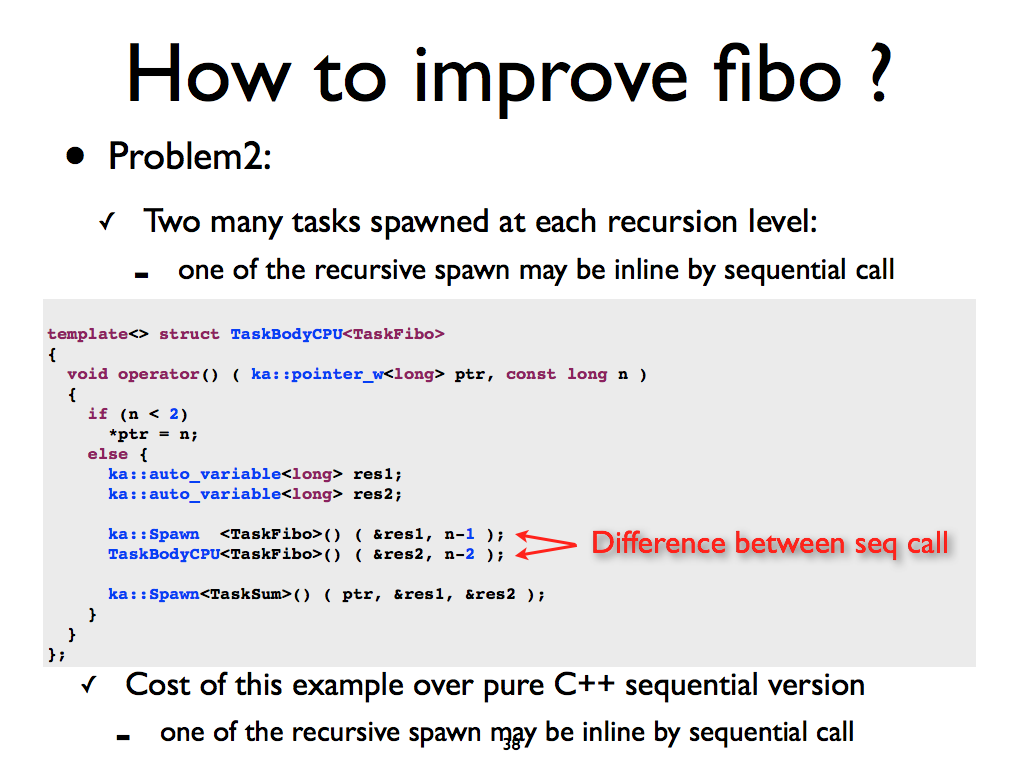 How to improve fibo ?
• Problem2:
✓ Two many tasks spawned at each recursion level:
- one of the recursive spawn may be inline by sequential call
template<> struct TaskBodyCPU<TaskFibo>
{
  void operator() ( ka::pointer_w<long> ptr, const long n )
  {
    if (n < 2)
      *ptr = n;
    else {
      ka::auto_variable<long> res1;
      ka::auto_variable<long> res2;
      ka::Spawn  <TaskFibo>() ( &res1, n-1 );
      TaskBodyCPU<TaskFibo>() ( &res2, n-2 );
Difference between seq call
      ka::Spawn<TaskSum>() ( ptr, &res1, &res2 );
    }
  }
};
✓ Cost of this example over pure C++ sequential version
- one of the recursive spawn may be inline by sequential call
38